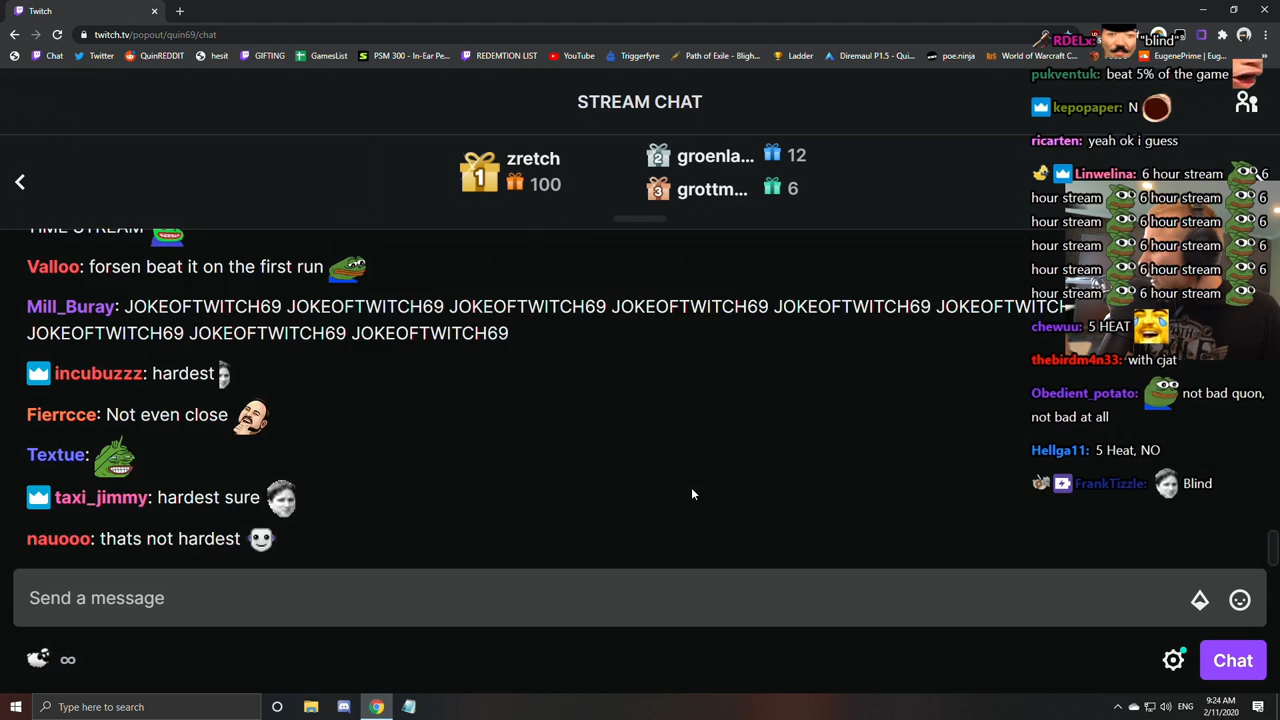 Twitch
twitch.tv/popout/quin69/chat
Chat Twitter QuinREDDIT hesit GIFTING GamesList PSM :20 - In-Ear Pe... REDEMTION LIST YouTube Triggerfyre Path of Exile - Bligh... Ladder Diremaul P1.5 - Qui... poe.ninja World of Warcraft C... EugenePrime | Eug...
STREAM CHAT
1 zretch 100
2 groenla... 12
3 grottm... 6
TIME STREAM
Valloo: forsen beat it on the first run
Mill_Buray: JOKEOFTWITCH69 JOKEOFTWITCH69 JOKEOFTWITCH69 JOKEOFTWITCH69 JOKEOFTWITCH69 JOKEOFTWITCH
JOKEOFTWITCH69 JOKEOFTWITCH69 JOKEOFTWITCH69
incubuzzz: hardest
Fierrcce: Not even close
Textue:
taxi_jimmy: hardest sure
nauooo: thats not hardest
Send a message
∞
Chat
RDELx: "blind"
pukventuk: beat 5% of the game
kepopaper: N
ricarten: yeah ok i guess
Linwelina: 6 hour stream 6
hour stream 6 hour stream 6
hour stream 6 hour stream 6
hour stream 6 hour stream 6
hour stream 6 hour stream 6
hour stream 6 hour stream
chewuu: 5 HEAT
thebirdm4n33: with cjat
Obedient_potato: not bad quon,
not bad at all
Hellga11: 5 Heat, NO
FrankTizzle: Blind
Type here to search
ENG
9:24 AM
2/11/2020